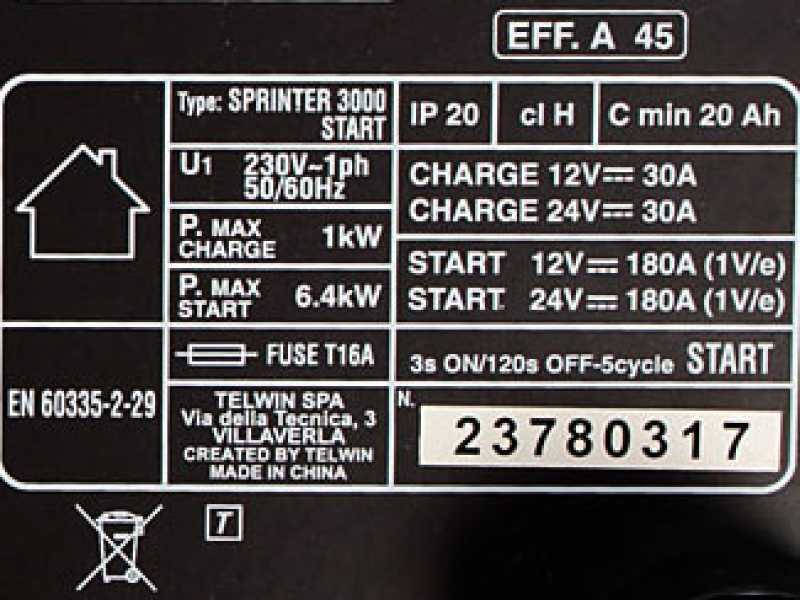 EFF. A 45
Type: SPRINTER 3000
START
IP 20
cl H
C min 20 Ah
U1 230V~1ph
50/60Hz
CHARGE 12V⎓ 30A
CHARGE 24V⎓ 30A
P. MAX
CHARGE 1kW
START 12V⎓ 180A (1V/e)
START 24V⎓ 180A (1V/e)
P. MAX
START 6.4kW
FUSE T16A
3s ON/120s OFF-5cycle START
EN 60335-2-29
TELWIN SPA
Via della Tecnica, 3
VILLAVERLA
CREATED BY TELWIN
MADE IN CHINA
N.
23780317
T